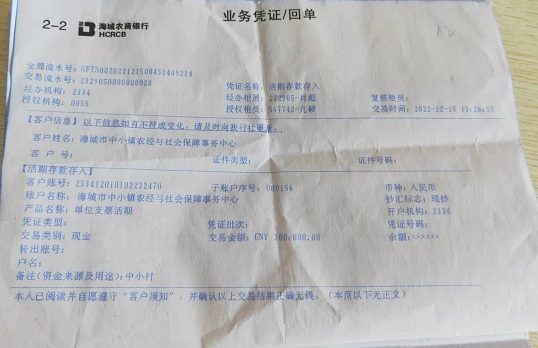 2-2 海城农商银行 业务凭证/回单
HCRCB
全局流水号:
交易流水号: 凭证名称:活期存款存入
经办机构:2334 经办柜员:232905-肖彪 复核柜员:
授权机构:0055 授权柜员: 交易时间:2022-12-15 15:26:55
【客户信息】以下信息如有不符或变化,请及时向我行社更换。
客户姓名:海城市中小镇农经与社会保障事务中心
客户号: 证件类型: 证件号码:
【活期存款存入】
客户账号:233412010102232470 子账户序号:000156 币种:人民币
账户名称:海城市中小镇农经与社会保障事务中心 钞汇标志:现钞
产品名称:单位支票活期 开户机构:2334
凭证类型: 凭证批次: 凭证号码:
交易类别:现金 交易金额:CNY 余额:******
转出账号:
户名:
备注(资金来源及用途):中小村
本人已阅读并自愿遵守“客户须知”,并确认以上交易结果正确无误。(本页以下无正文)